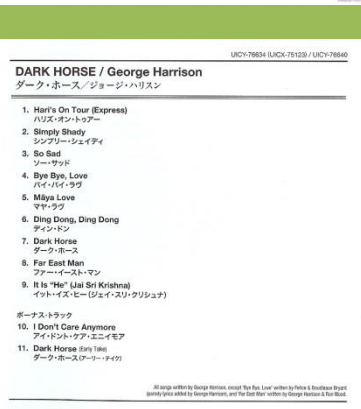 UICY-76634 (UICX-75123) / UICY-76640
DARK HORSE / George Harrison
ダーク・ホース/ジョージ・ハリスン
1. Hari's On Tour (Express)
ハリズ・オン・トゥアー
2. Simply Shady
シンプリー・シェイディ
3. So Sad
ソー・サッド
4. Bye Bye, Love
バイ・バイ・ラヴ
5. Māya Love
マヤ・ラヴ
6. Ding Dong, Ding Dong
ディン・ドン
7. Dark Horse
ダーク・ホース
8. Far East Man
ファー・イースト・マン
9. It Is "He" (Jai Sri Krishna)
イット・イズ・ヒー(ジェイ・スリ・クリシュナ)
ボーナス・トラック
10. I Don't Care Anymore
アイ・ドント・ケア・エニイモア
11. Dark Horse (Early Take)
ダーク・ホース(アーリー・テイク)
All songs written by George Harrison, except 'Bye Bye, Love' written by Felice & Boudleaux Bryant
(parody lyrics added by George Harrison), and 'Far East Man' written by George Harrison & Ron Wood.